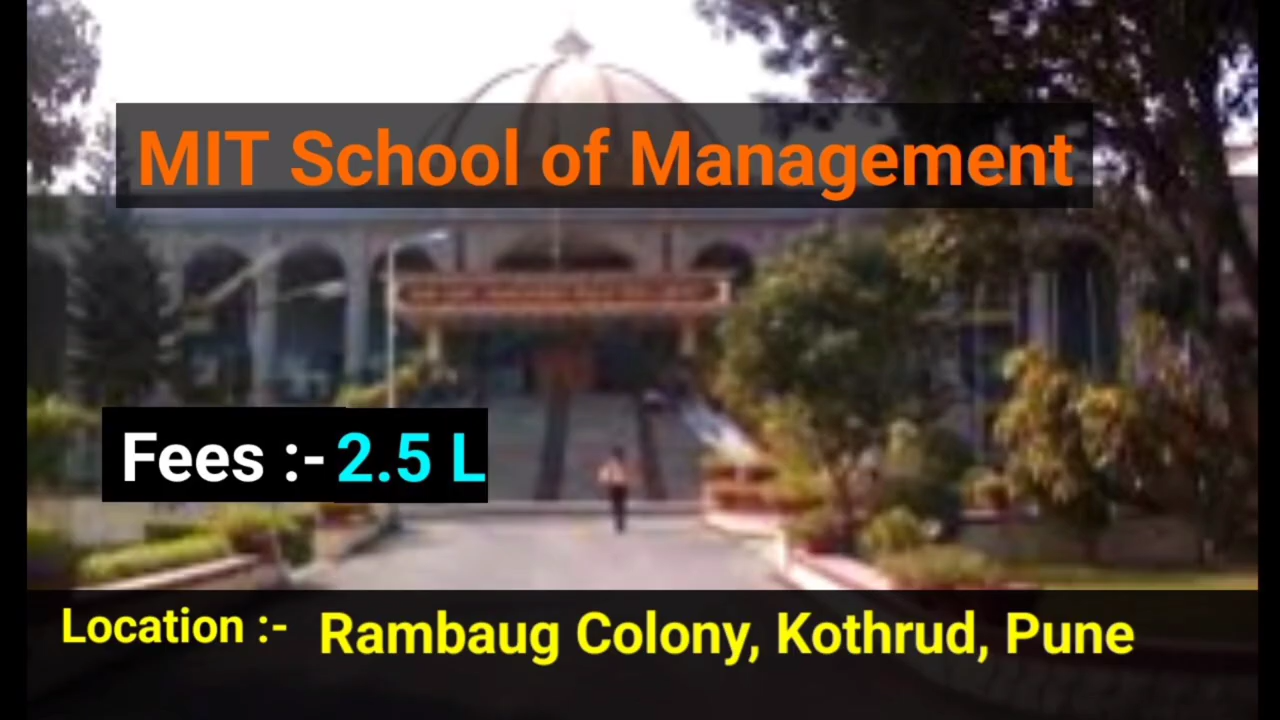 MIT School of Management
Fees :- 2.5 L
Location :- Rambaug Colony, Kothrud, Pune